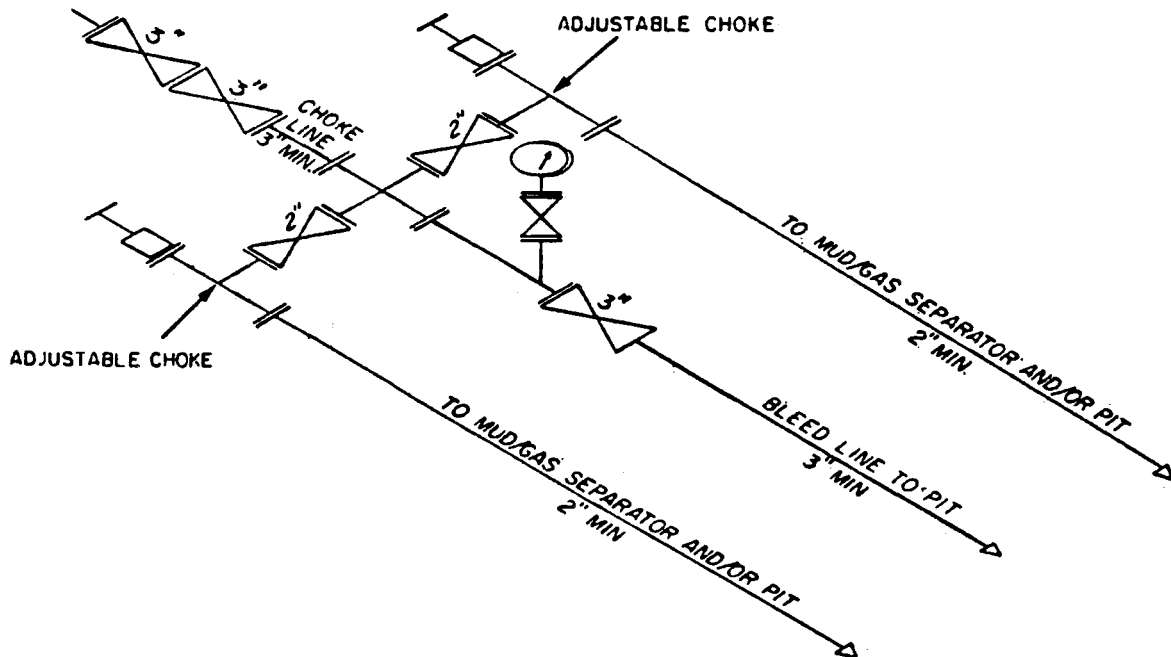 ADJUSTABLE CHOKE
3"
3"
CHOKE
LINE
3" MIN.
2"
2"
3"
ADJUSTABLE CHOKE
TO MUD/GAS SEPARATOR AND/OR PIT
2" MIN.
BLEED LINE TO PIT
3" MIN
TO MUD/GAS SEPARATOR AND/OR PIT
2" MIN